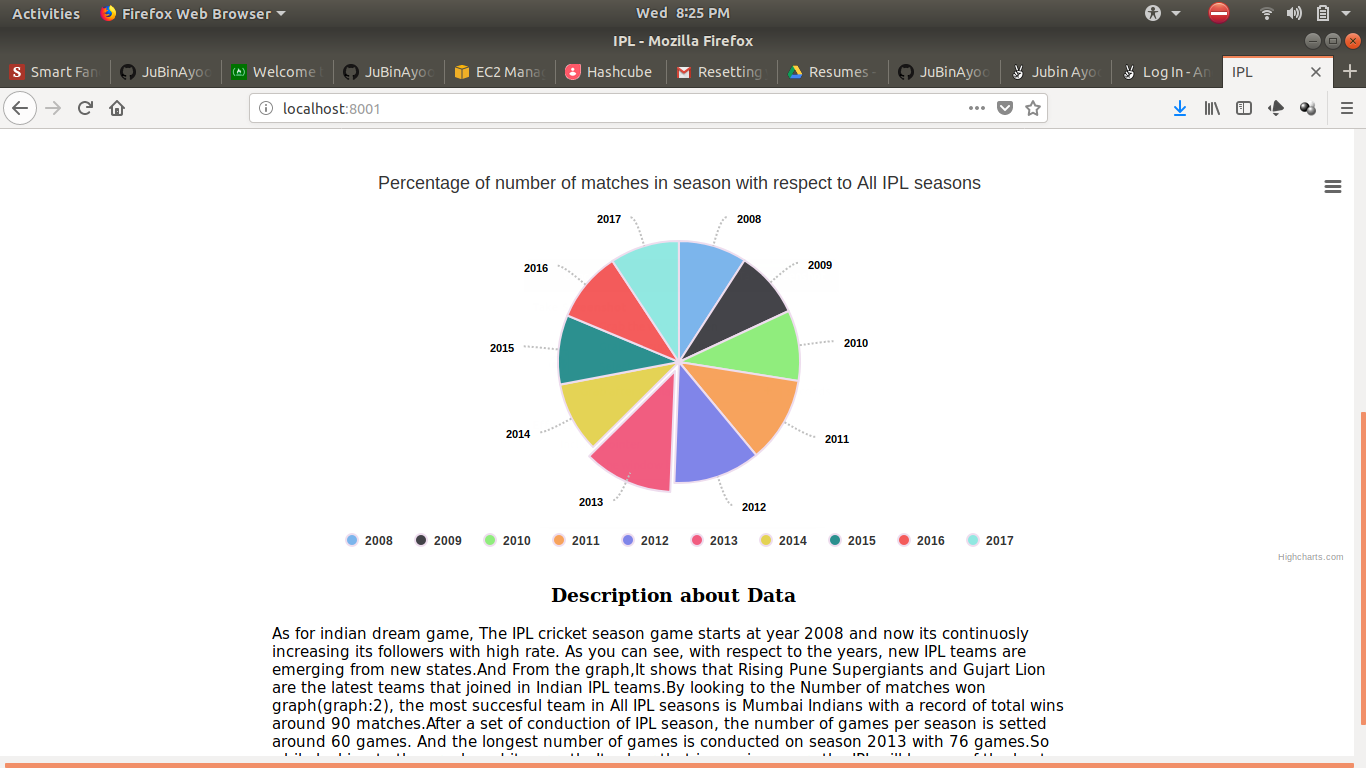 Activities Firefox Web Browser Wed 8:25 PM
IPL - Mozilla Firefox
Smart Fan JuBinAyoo Welcome JuBinAyoo EC2 Mana Hashcube Resetting Resumes - JuBinAyoo Jubin Ayoo Log In - An IPL
localhost:8001
Percentage of number of matches in season with respect to All IPL seasons
2017 2008
2016 2009
2015 2010
2014 2011
2013 2012
2008 2009 2010 2011 2012 2013 2014 2015 2016 2017
Highcharts.com
Description about Data
As for indian dream game, The IPL cricket season game starts at year 2008 and now its continuosly
increasing its followers with high rate. As you can see, with respect to the years, new IPL teams are
emerging from new states.And From the graph,It shows that Rising Pune Supergiants and Gujart Lion
are the latest teams that joined in Indian IPL teams.By looking to the Number of matches won
graph(graph:2), the most succesful team in All IPL seasons is Mumbai Indians with a record of total wins
around 90 matches.After a set of conduction of IPL season, the number of games per season is setted
around 60 games. And the longest number of games is conducted on season 2013 with 76 games.So